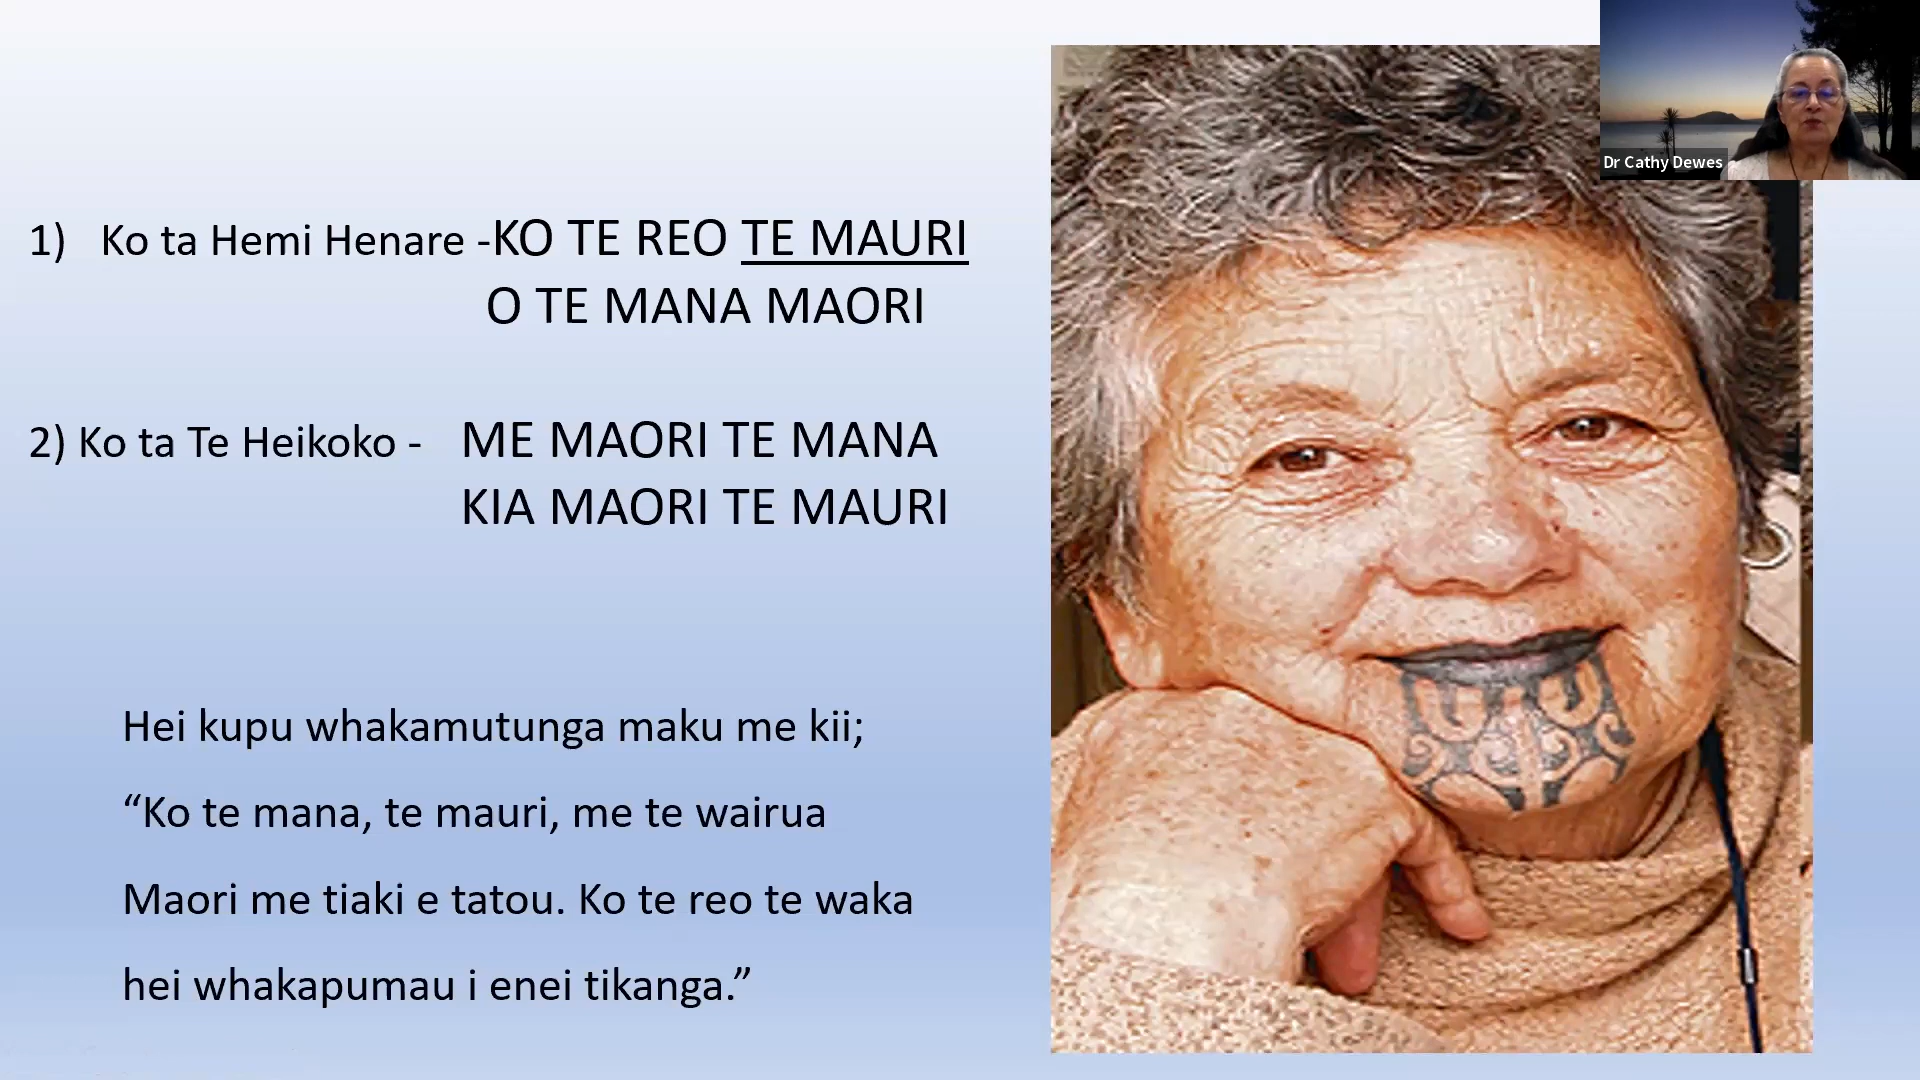 Dr Cathy Dewes
1) Ko ta Hemi Henare -KO TE REO TE MAURI
O TE MANA MAORI
2) Ko ta Te Heikoko - ME MAORI TE MANA
KIA MAORI TE MAURI
Hei kupu whakamutunga maku me kii;
“Ko te mana, te mauri, me te wairua
Maori me tiaki e tatou. Ko te reo te waka
hei whakapumau i enei tikanga.”